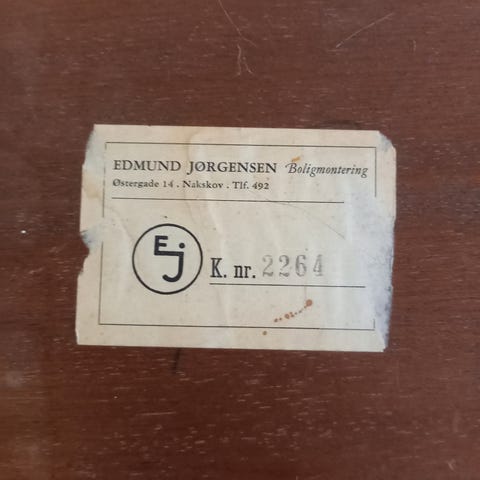 EDMUND JØRGENSEN Boligmontering
Østergade 14 . Nakskov . Tlf. 492
EJ
K. nr. 2264